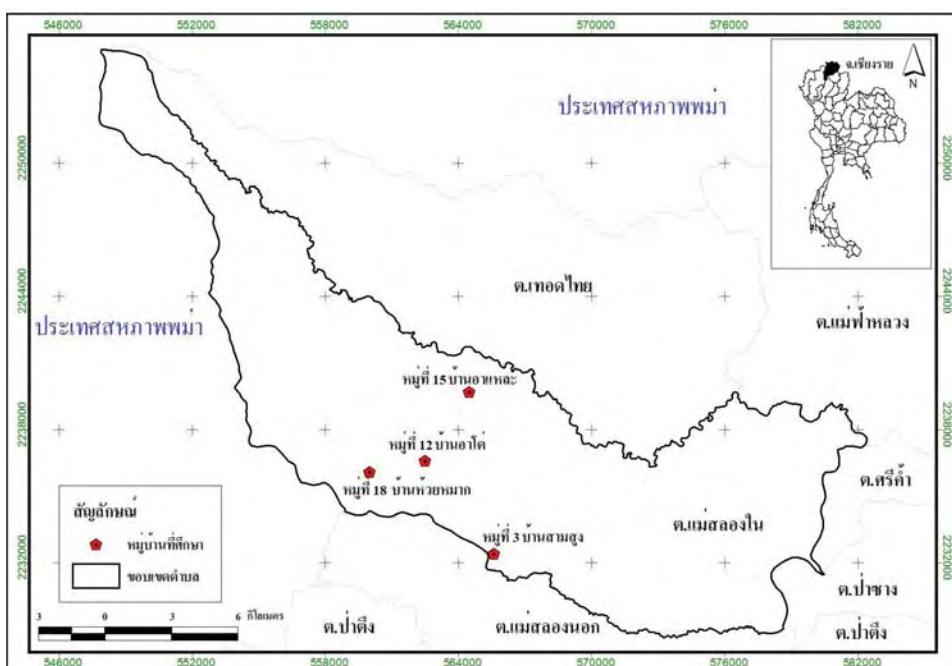 546000 552000 558000 564000 570000 576000 582000
จ.เชียงราย
N
ประเทศสหภาพพม่า
2250000 2250000
ต.เทอดไทย
2244000 2244000
ประเทศสหภาพพม่า
ต.แม่ฟ้าหลวง
หมู่ที่ 15 บ้านอาแหละ
2238000 2238000
หมู่ที่ 12 บ้านอาโต่
ต.ศรีค้ำ
หมู่ที่ 18 บ้านห้วยหมาก
สัญลักษณ์
หมู่บ้านที่ศึกษา
ขอบเขตตำบล
ต.แม่สลองใน
หมู่ที่ 3 บ้านสามสูง
2232000 2232000
ต.ป่าซาง
3 0 3 6 กิโลเมตร
ต.ป่าตึง
ต.แม่สลองนอก
ต.ป่าตึง
546000 552000 558000 564000 570000 576000 582000